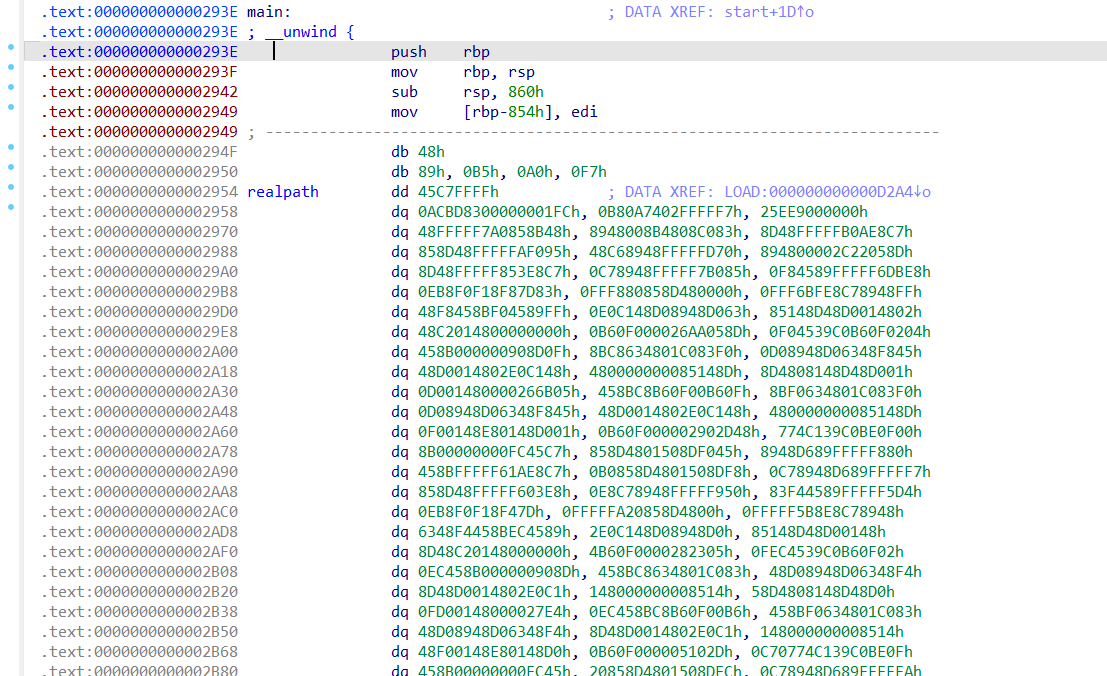 .text:000000000000293E main: ; DATA XREF: start+1D↑o
.text:000000000000293E ; __unwind {
.text:000000000000293E push rbp
.text:000000000000293F mov rbp, rsp
.text:0000000000002942 sub rsp, 860h
.text:0000000000002949 mov [rbp-854h], edi
.text:0000000000002949 ; ---------------------------------------------------------------------------
.text:000000000000294F db 48h
.text:0000000000002950 db 89h, 0B5h, 0A0h, 0F7h
.text:0000000000002954 realpath dd 45C7FFFFh ; DATA XREF: LOAD:000000000000D2A4↓o
.text:0000000000002958 dq 0ACBD8300000001FCh, 0B80A7402FFFFF7h, 25EE9000000h
.text:0000000000002970 dq 48FFFFF7A0858B48h, 8948008B4808C083h, 8D48FFFFFB0AE8C7h
.text:0000000000002988 dq 858D48FFFFFAF095h, 48C68948FFFFFD70h, 894800002C22058Dh
.text:00000000000029A0 dq 8D48FFFFF853E8C7h, 0C78948FFFFF7B085h, 0F84589FFFFF6DBE8h
.text:00000000000029B8 dq 0EB8F0F18F87D83h, 0FFF880858D480000h, 0FFF6BFE8C78948FFh
.text:00000000000029D0 dq 48F8458BF04589FFh, 0E0C148D08948D063h, 85148D48D0014802h
.text:00000000000029E8 dq 48C2014800000000h, 0B60F000026AA058Dh, 0F04539C0B60F0204h
.text:0000000000002A00 dq 458B000000908D0Fh, 8BC8634801C083F0h, 0D08948D06348F845h
.text:0000000000002A18 dq 48D0014802E0C148h, 480000000085148Dh, 8D4808148D48D001h
.text:0000000000002A30 dq 0D001480000266B05h, 458BC8B60F00B60Fh, 8BF0634801C083F0h
.text:0000000000002A48 dq 0D08948D06348F845h, 48D0014802E0C148h, 480000000085148Dh
.text:0000000000002A60 dq 0F00148E80148D001h, 0B60F000002902D48h, 774C139C0BE0F00h
.text:0000000000002A78 dq 8B00000000FC45C7h, 858D4801508DF045h, 8948D689FFFFF880h
.text:0000000000002A90 dq 458BFFFFF61AE8C7h, 0B0858D4801508DF8h, 0C78948D689FFFFF7h
.text:0000000000002AA8 dq 858D48FFFFF603E8h, 0E8C78948FFFFF950h, 83F44589FFFFF5D4h
.text:0000000000002AC0 dq 0EB8F0F18F47Dh, 0FFFFFA20858D4800h, 0FFFFF5B8E8C78948h
.text:0000000000002AD8 dq 6348F4458BEC4589h, 2E0C148D08948D0h, 85148D48D00148h
.text:0000000000002AF0 dq 8D48C20148000000h, 4B60F0000282305h, 0FEC4539C0B60F02h
.text:0000000000002B08 dq 0EC458B000000908Dh, 458BC8634801C083h, 48D08948D06348F4h
.text:0000000000002B20 dq 8D48D0014802E0C1h, 148000000008514h, 58D4808148D48D0h
.text:0000000000002B38 dq 0FD00148000027E4h, 0EC458BC8B60F00B6h, 458BF0634801C083h
.text:0000000000002B50 dq 48D08948D06348F4h, 8D48D0014802E0C1h, 148000000008514h
.text:0000000000002B68 dq 48F00148E80148D0h, 0B60F000005102Dh, 0C70774C139C0BE0Fh
.text:0000000000002B80 dq 458B00000000FC45h, 20858D4801508DECh, 0C78948D689FFFFFAh